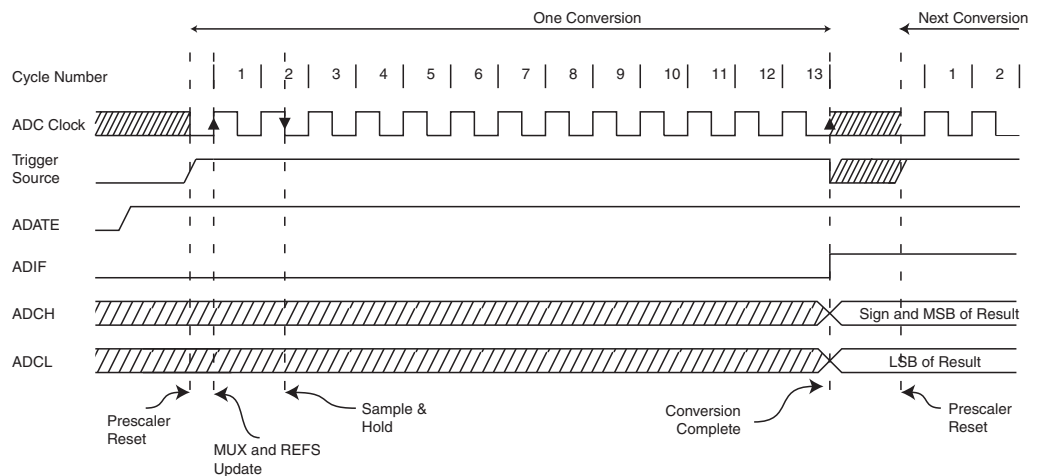 One Conversion
Next Conversion
Cycle Number
1 2 3 4 5 6 7 8 9 10 11 12 13 1 2
ADC Clock
Trigger
Source
ADATE
ADIF
ADCH
Sign and MSB of Result
ADCL
LSB of Result
Prescaler
Reset
MUX and REFS
Update
Sample &
Hold
Conversion
Complete
Prescaler
Reset